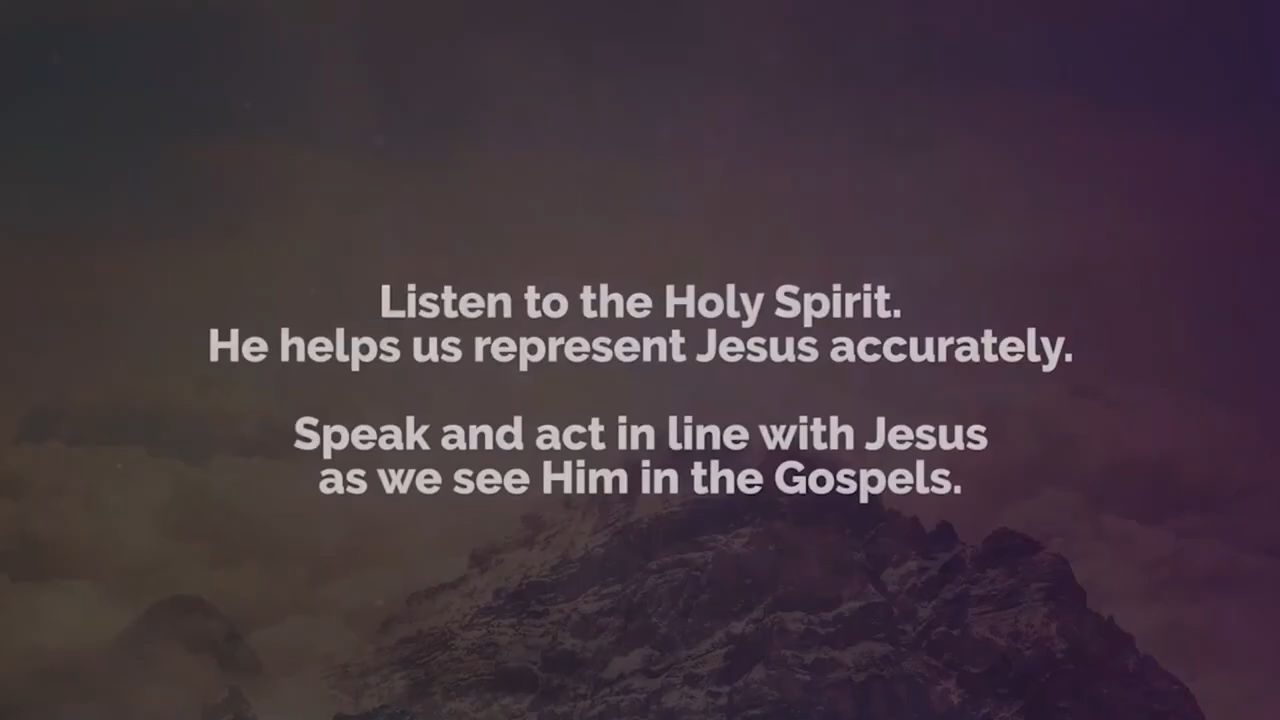 Listen to the Holy Spirit.
He helps us represent Jesus accurately.
Speak and act in line with Jesus
as we see Him in the Gospels.